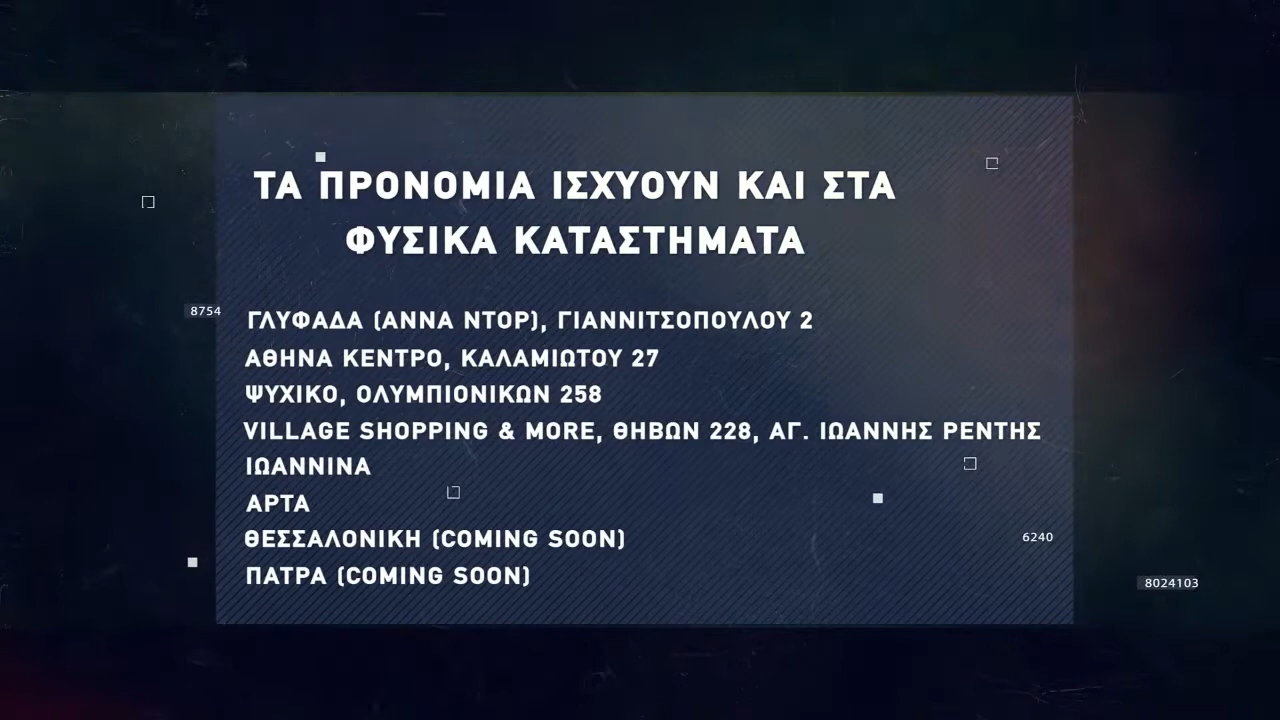 ΤΑ ΠΡΟΝΟΜΙΑ ΙΣΧΥΟΥΝ ΚΑΙ ΣΤΑ
ΦΥΣΙΚΑ ΚΑΤΑΣΤΗΜΑΤΑ
8754
ΓΛΥΦΑΔΑ (ΑΝΝΑ ΝΤΟΡ), ΓΙΑΝΝΙΤΣΟΠΟΥΛΟΥ 2
ΑΘΗΝΑ ΚΕΝΤΡΟ, ΚΑΛΑΜΙΩΤΟΥ 27
ΨΥΧΙΚΟ, ΟΛΥΜΠΙΟΝΙΚΩΝ 258
VILLAGE SHOPPING & MORE, ΘΗΒΩΝ 228, ΑΓ. ΙΩΑΝΝΗΣ ΡΕΝΤΗΣ
ΙΩΑΝΝΙΝΑ
ΑΡΤΑ
ΘΕΣΣΑΛΟΝΙΚΗ (COMING SOON)
6240
ΠΑΤΡΑ (COMING SOON)
8024103